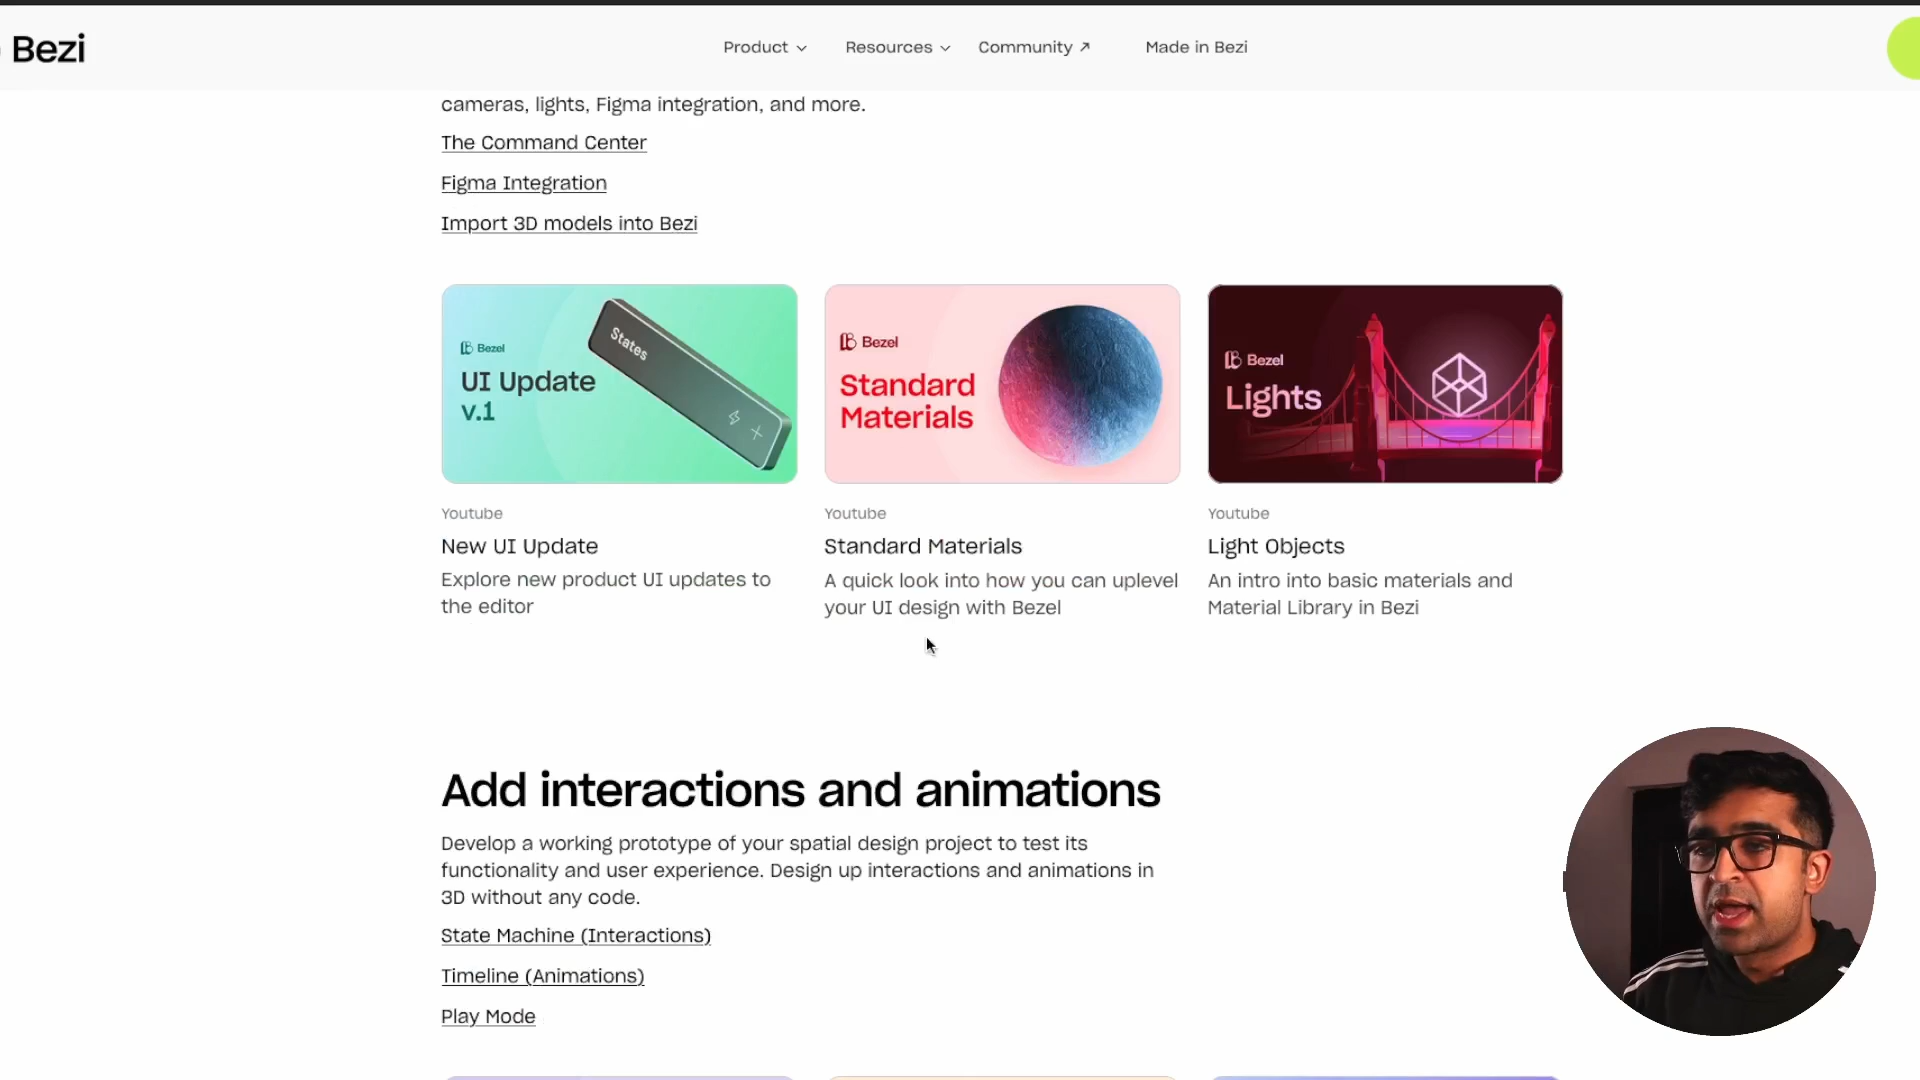 Bezi
Product
Resources
Community
Made in Bezi
cameras, lights, Figma integration, and more.
The Command Center
Figma Integration
Import 3D models into Bezi
Bezel
UI Update
v.1
States
Bezel
Standard
Materials
Bezel
Lights
Youtube
New UI Update
Explore new product UI updates to
the editor
Youtube
Standard Materials
A quick look into how you can uplevel
your UI design with Bezel
Youtube
Light Objects
An intro into basic materials and
Material Library in Bezi
Add interactions and animations
Develop a working prototype of your spatial design project to test its
functionality and user experience. Design up interactions and animations in
3D without any code.
State Machine (Interactions)
Timeline (Animations)
Play Mode